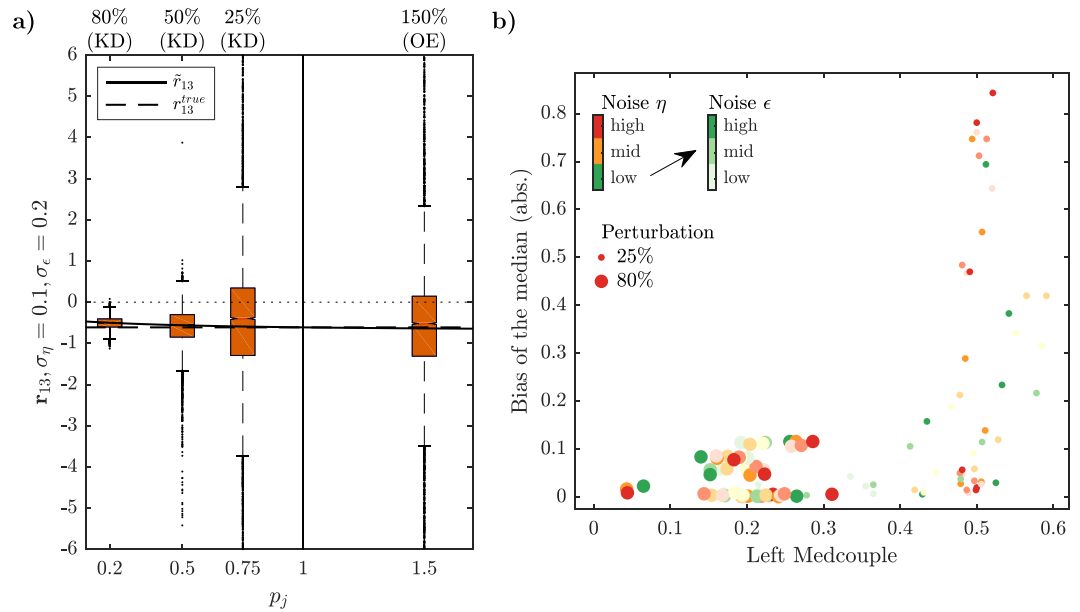 a)
80% 50% 25% 150%
(KD) (KD) (KD) (OE)
r̃₁₃
r₁₃ᵗʳᵘᵉ
6
5
4
3
2
1
0
-1
-2
-3
-4
-5
-6
r₁₃, σ_η = 0.1, σ_ϵ = 0.2
0.2 0.5 0.75 1 1.5
p_j
b)
Noise η
high
mid
low
Noise ϵ
high
mid
low
Perturbation
25%
80%
0.8
0.7
0.6
0.5
0.4
0.3
0.2
0.1
0
Bias of the median (abs.)
0 0.1 0.2 0.3 0.4 0.5 0.6
Left Medcouple